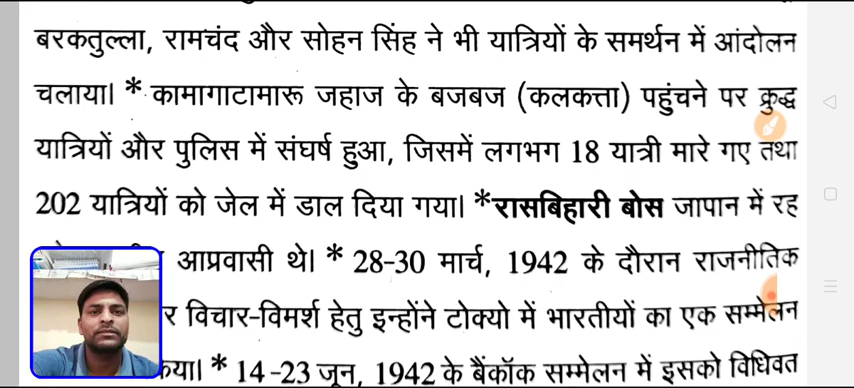 बरकतुल्ला, रामचंद और सोहन सिंह ने भी यात्रियों के समर्थन में आंदोलन
चलाया। * कामागाटामारू जहाज के बजबज (कलकत्ता) पहुंचने पर क्रुद्ध
यात्रियों और पुलिस में संघर्ष हुआ, जिसमें लगभग 18 यात्री मारे गए तथा
202 यात्रियों को जेल में डाल दिया गया। *रासबिहारी बोस जापान में रह
आप्रवासी थे। * 28-30 मार्च, 1942 के दौरान राजनीतिक
विचार-विमर्श हेतु इन्होंने टोक्यो में भारतीयों का एक सम्मेलन
* 14-23 जून, 1942 के बैंकॉक सम्मेलन में इसको विधिवत